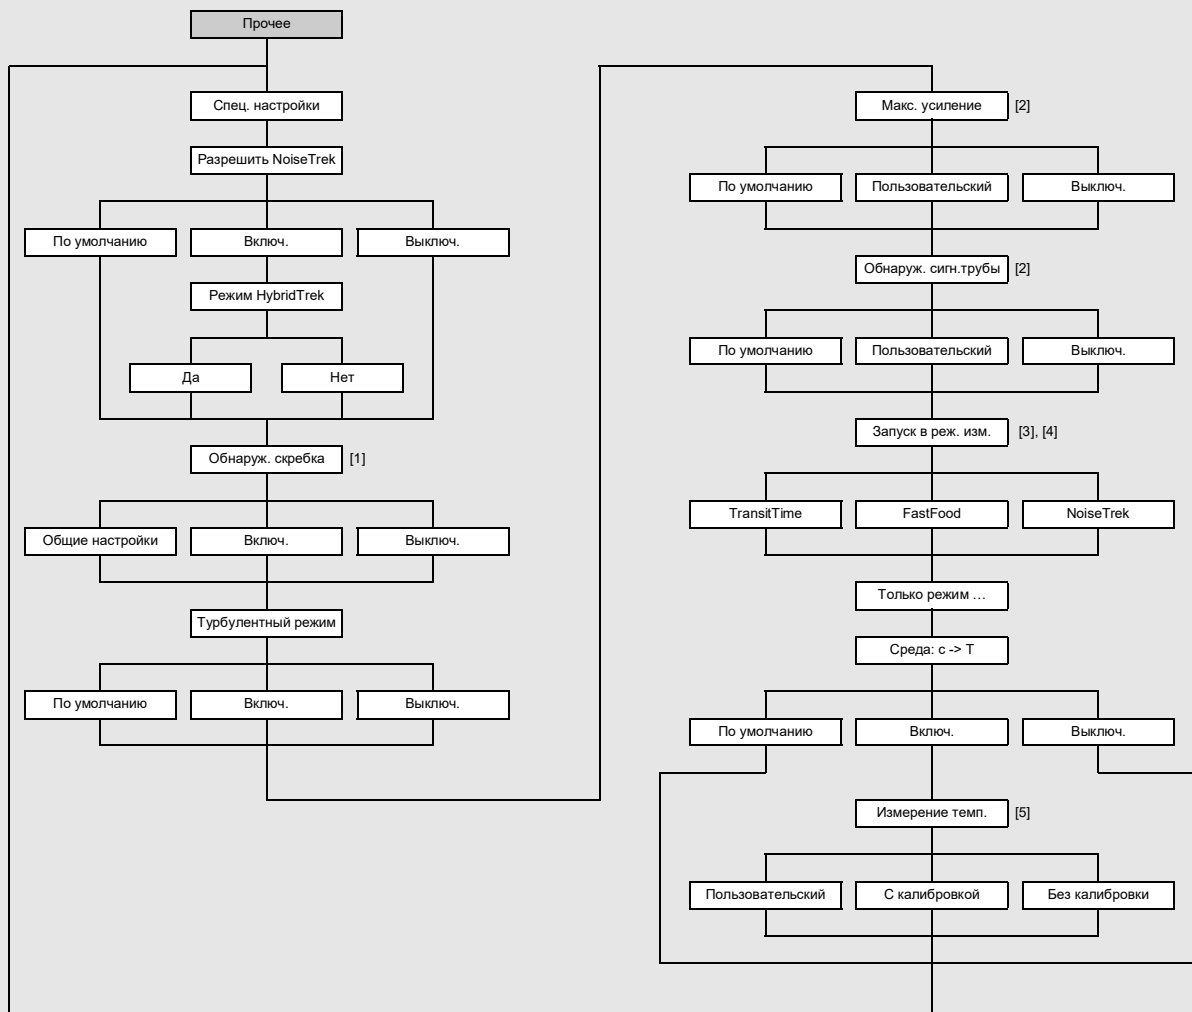 Прочее
Спец. настройки
Разрешить NoiseTrek
По умолчанию
Включ.
Выключ.
Режим HybridTrek
Да
Нет
Обнаруж. скребка [1]
Общие настройки
Включ.
Выключ.
Турбулентный режим
По умолчанию
Включ.
Выключ.
Макс. усиление [2]
По умолчанию
Пользовательский
Выключ.
Обнаруж. сигн.трубы [2]
По умолчанию
Пользовательский
Выключ.
Запуск в реж. изм. [3], [4]
TransitTime
FastFood
NoiseTrek
Только режим …
Среда: c -> T
По умолчанию
Включ.
Выключ.
Измерение темп. [5]
Пользовательский
С калибровкой
Без калибровки